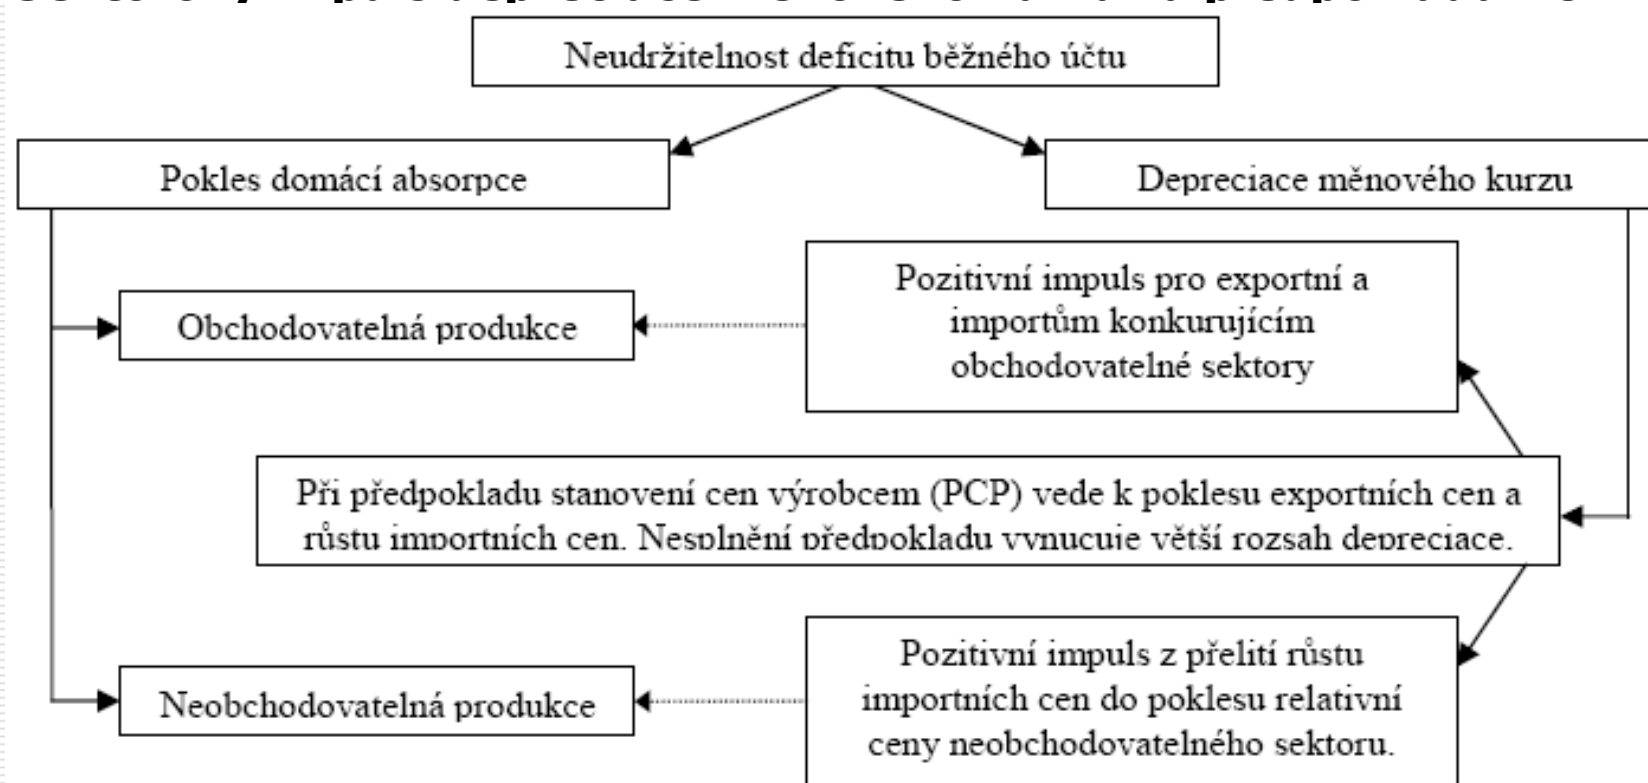 Neudržitelnost deficitu běžného účtu
Pokles domácí absorpce
Depreciace měnového kurzu
Pozitivní impuls pro exportní a
importům konkurujícím
obchodovatelné sektory
Obchodovatelná produkce
Při předpokladu stanovení cen výrobcem (PCP) vede k poklesu exportních cen a
růstu importních cen. Nesplnění předpokladu vynucuje větší rozsah depreciace.
Pozitivní impuls z přelití růstu
importních cen do poklesu relativní
ceny neobchodovatelného sektoru.
Neobchodovatelná produkce